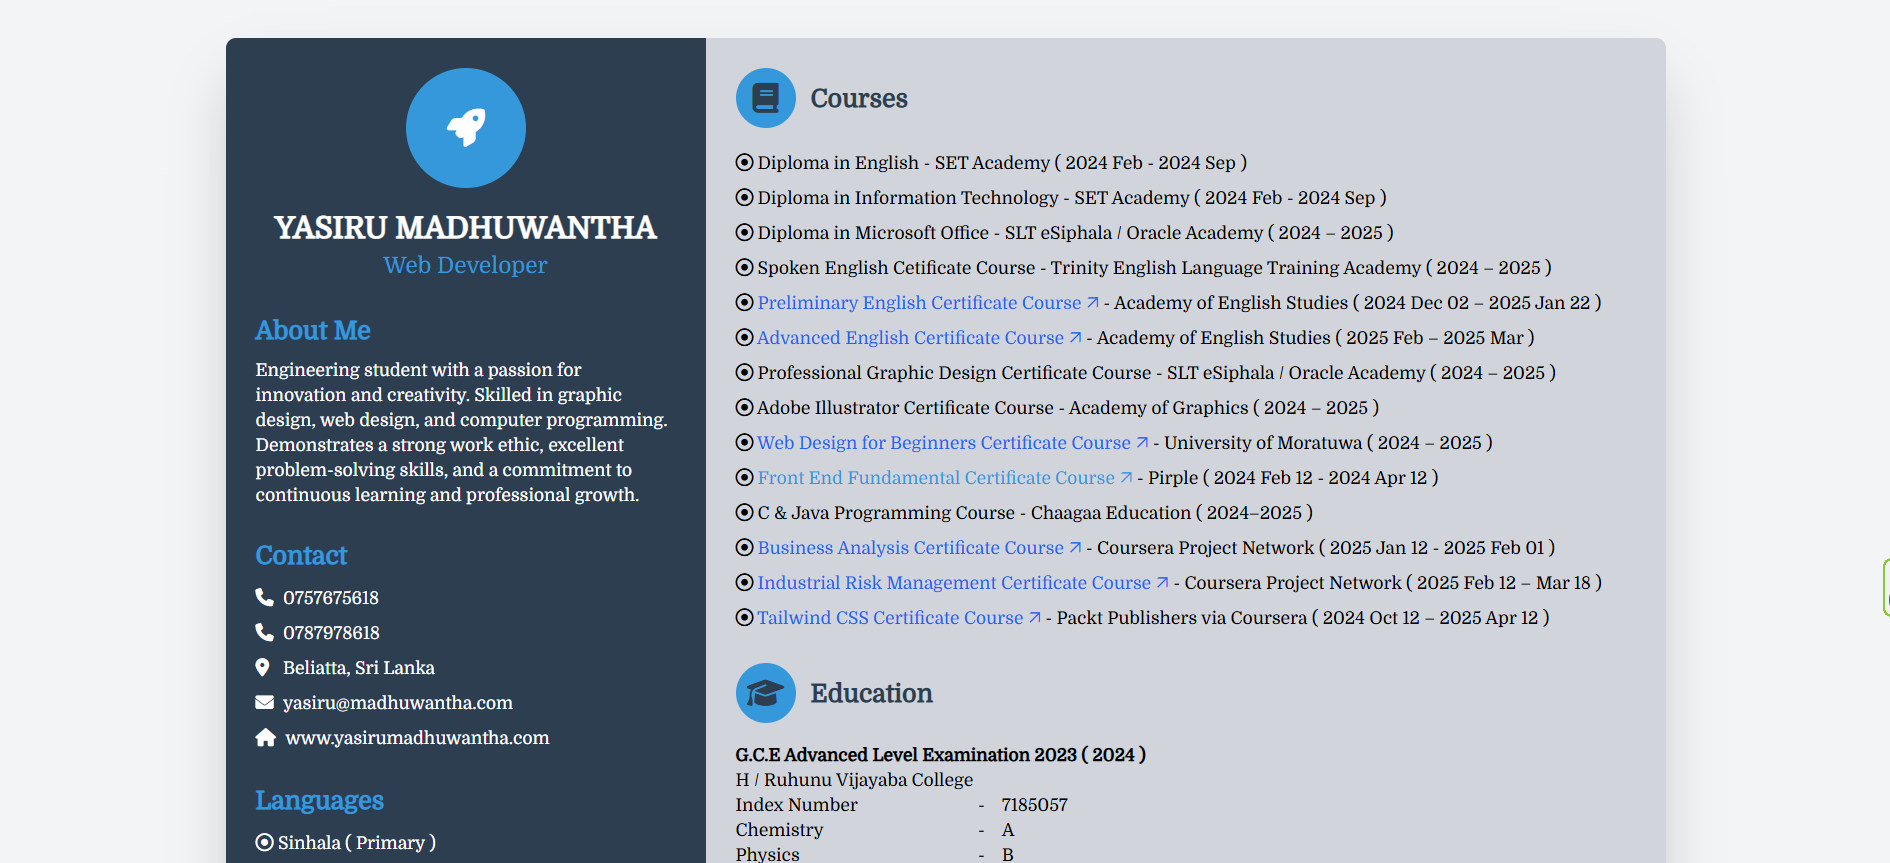 YASIRU MADHUWANTHA
Web Developer
About Me
Engineering student with a passion for
innovation and creativity. Skilled in graphic
design, web design, and computer programming.
Demonstrates a strong work ethic, excellent
problem-solving skills, and a commitment to
continuous learning and professional growth.
Contact
0757675618
0787978618
Beliatta, Sri Lanka
yasiru@madhuwantha.com
www.yasirumadhuwantha.com
Languages
Sinhala ( Primary )
Courses
Diploma in English - SET Academy ( 2024 Feb - 2024 Sep )
Diploma in Information Technology - SET Academy ( 2024 Feb - 2024 Sep )
Diploma in Microsoft Office - SLT eSiphala / Oracle Academy ( 2024 – 2025 )
Spoken English Cetificate Course - Trinity English Language Training Academy ( 2024 – 2025 )
Preliminary English Certificate Course - Academy of English Studies ( 2024 Dec 02 – 2025 Jan 22 )
Advanced English Certificate Course - Academy of English Studies ( 2025 Feb – 2025 Mar )
Professional Graphic Design Certificate Course - SLT eSiphala / Oracle Academy ( 2024 – 2025 )
Adobe Illustrator Certificate Course - Academy of Graphics ( 2024 – 2025 )
Web Design for Beginners Certificate Course - University of Moratuwa ( 2024 – 2025 )
Front End Fundamental Certificate Course - Pirple ( 2024 Feb 12 - 2024 Apr 12 )
C & Java Programming Course - Chaagaa Education ( 2024–2025 )
Business Analysis Certificate Course - Coursera Project Network ( 2025 Jan 12 - 2025 Feb 01 )
Industrial Risk Management Certificate Course - Coursera Project Network ( 2025 Feb 12 – Mar 18 )
Tailwind CSS Certificate Course - Packt Publishers via Coursera ( 2024 Oct 12 – 2025 Apr 12 )
Education
G.C.E Advanced Level Examination 2023 ( 2024 )
H / Ruhunu Vijayaba College
Index Number - 7185057
Chemistry - A
Physics - B